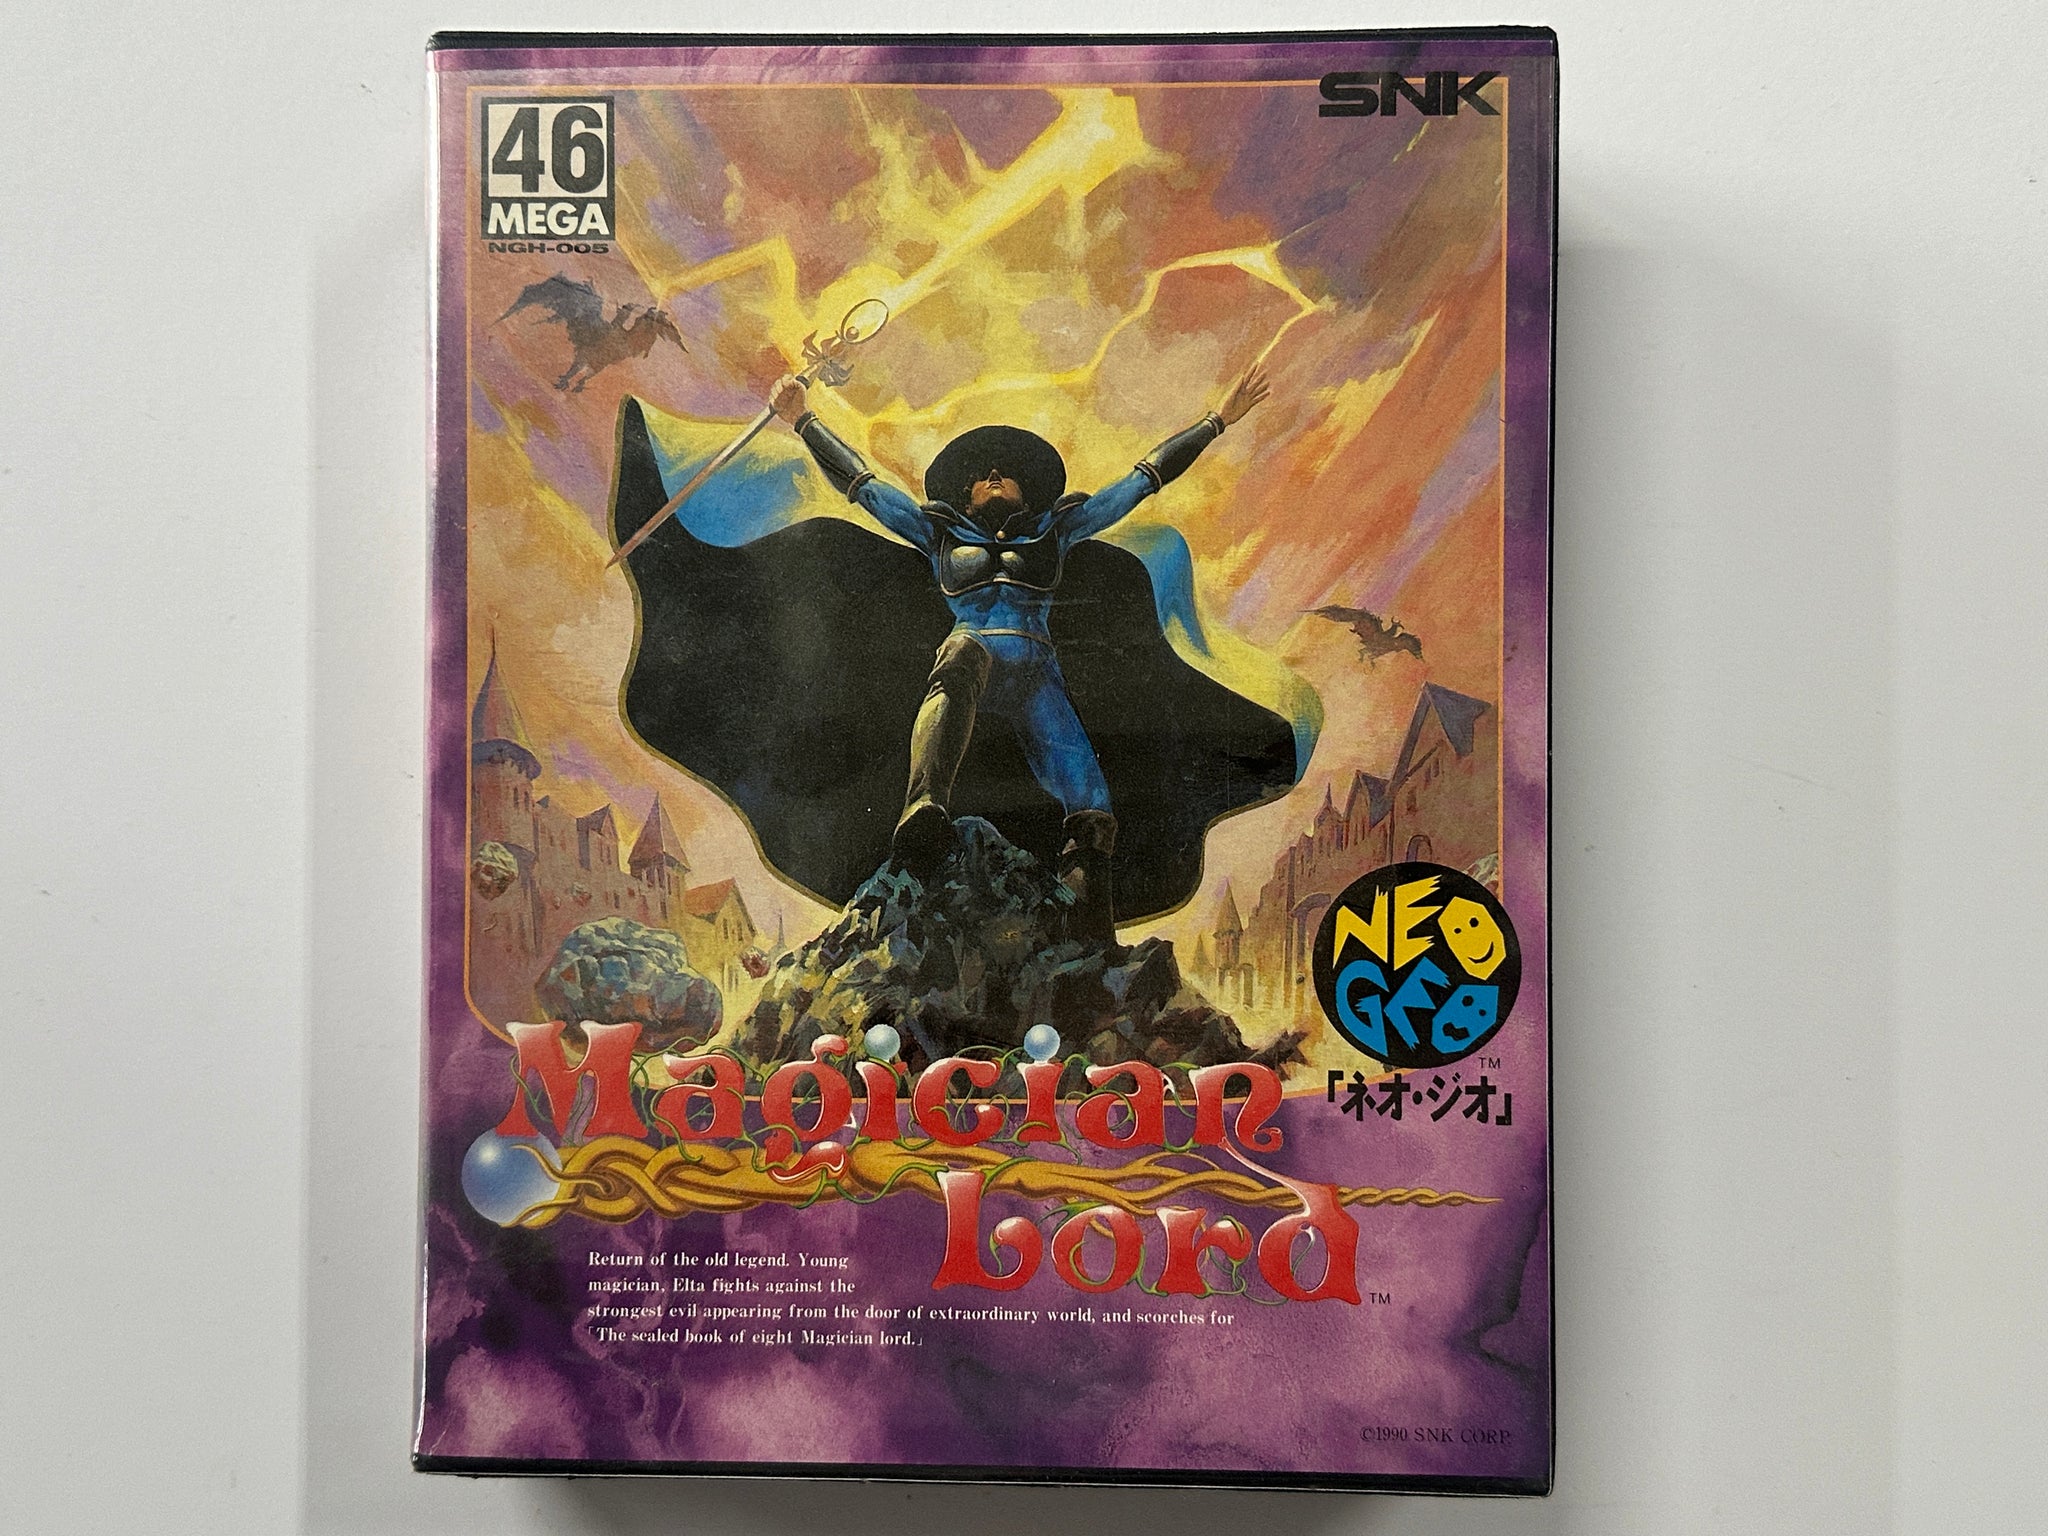 SNK
46
MEGA
NGH-005
NEO
GEO
TM
「ネオ・ジオ」
Magician
Lord
TM
Return of the old legend. Young
magician, Elta fights against the
strongest evil appearing from the door of extraordinary world, and scorches for
「The sealed book of eight Magician lord.」
©1990 SNK CORP.